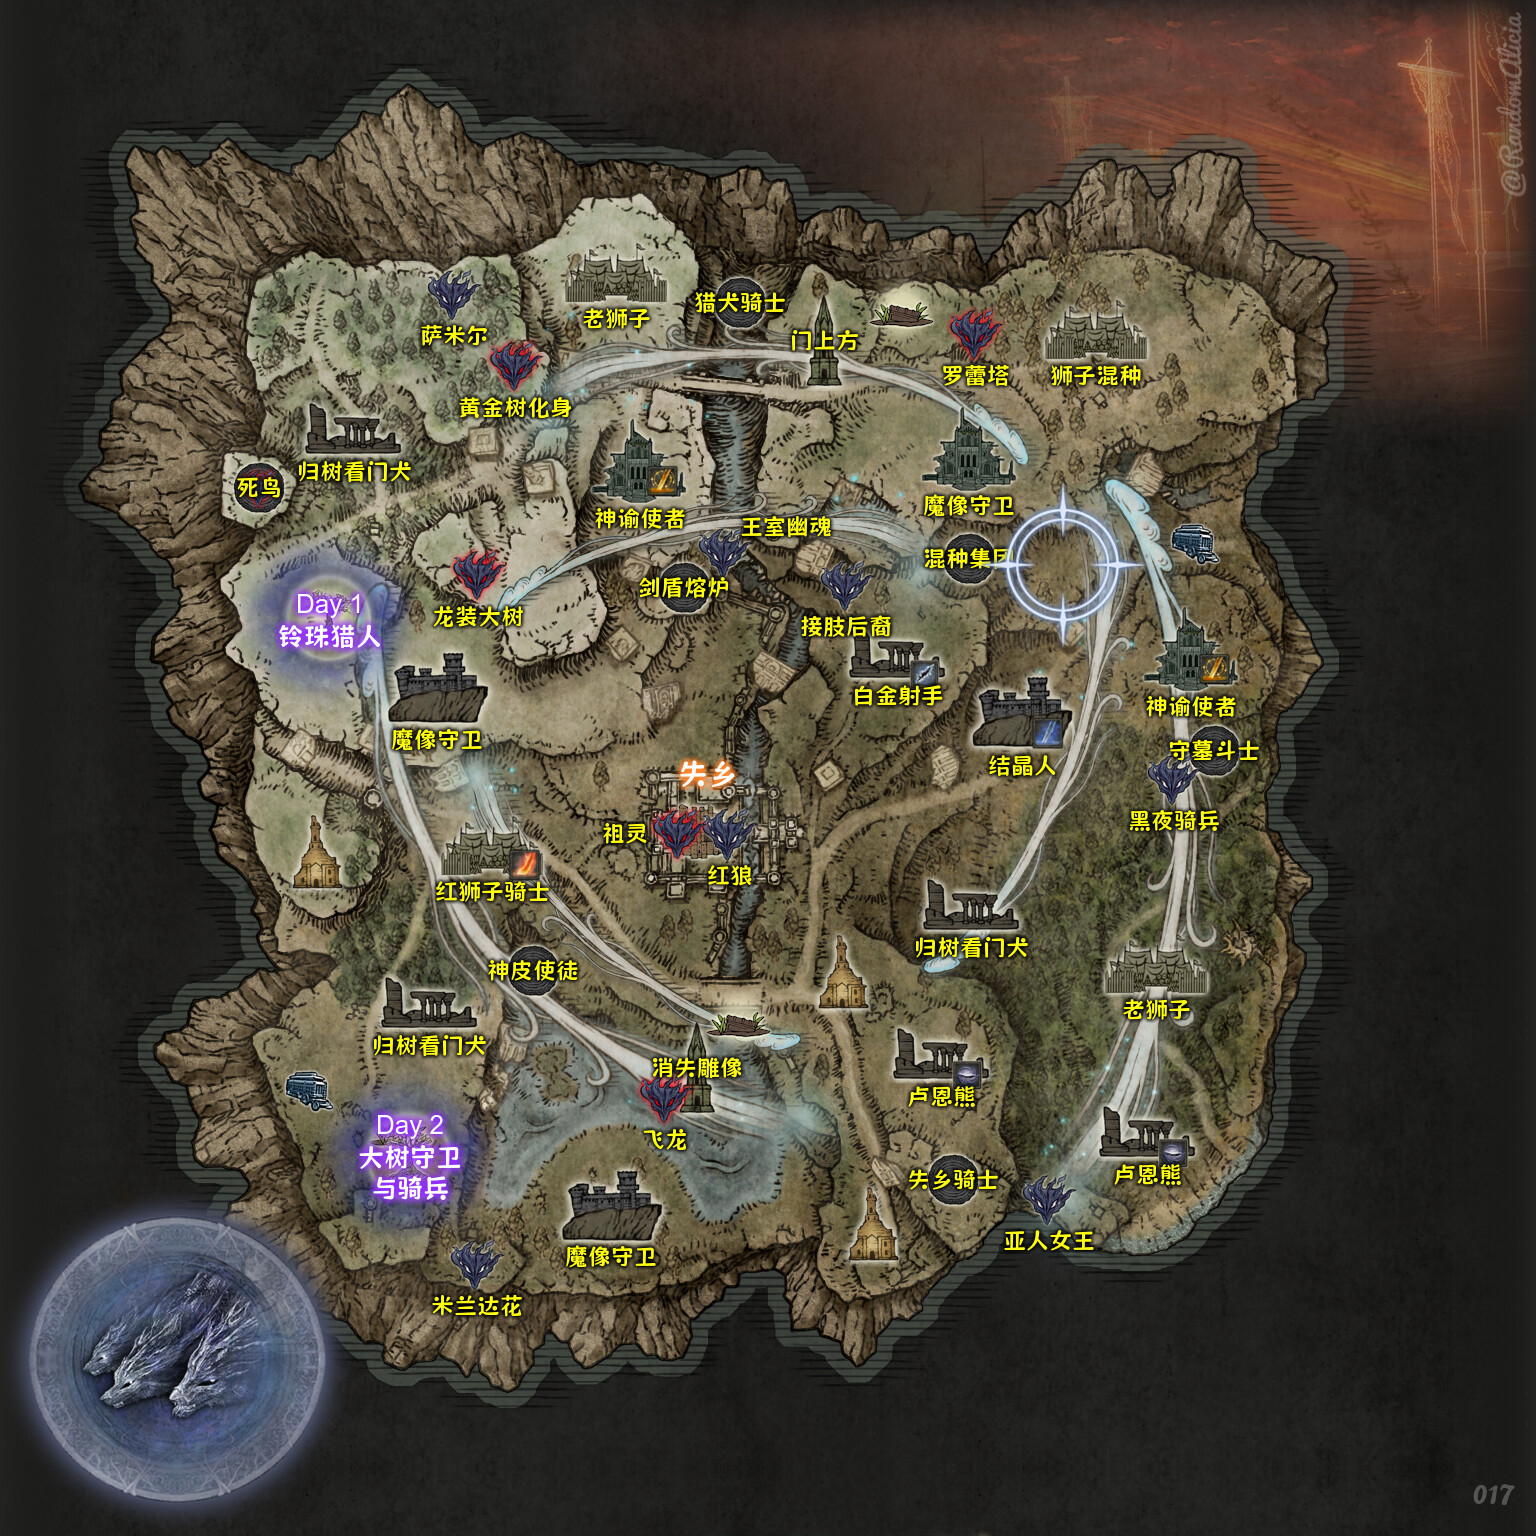 @RandomAlicia
萨米尔
老狮子
猎犬骑士
门上方
罗蕾塔
狮子混种
黄金树化身
归树看门犬
死鸟
神谕使者
王室幽魂
魔像守卫
混种集团
剑盾熔炉
龙装大树
接肢后裔
Day 1
铃珠猎人
白金射手
神谕使者
魔像守卫
结晶人
守墓斗士
失乡
黑夜骑兵
祖灵
红狼
红狮子骑士
归树看门犬
神皮使徒
老狮子
归树看门犬
消失雕像
卢恩熊
飞龙
Day 2
大树守卫
与骑兵
失乡骑士
卢恩熊
亚人女王
魔像守卫
米兰达花
017